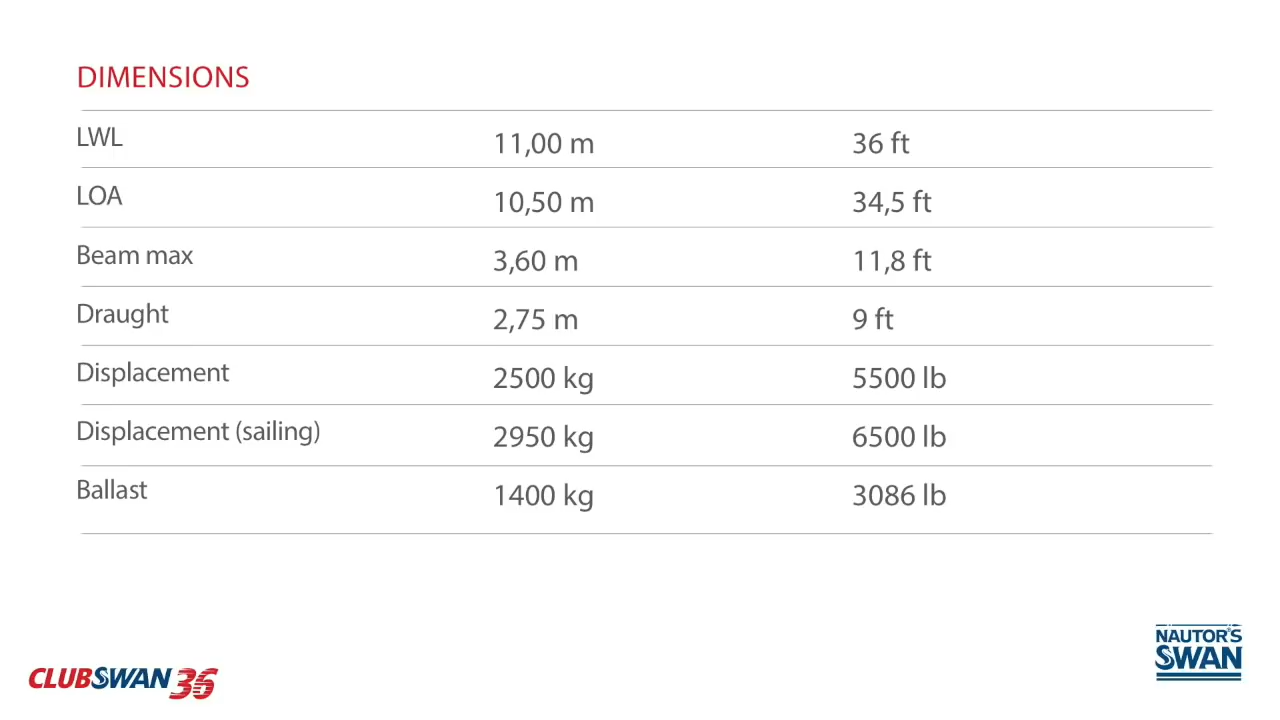 DIMENSIONS
LWL 11,00 m 36 ft
LOA 10,50 m 34,5 ft
Beam max 3,60 m 11,8 ft
Draught 2,75 m 9 ft
Displacement 2500 kg 5500 lb
Displacement (sailing) 2950 kg 6500 lb
Ballast 1400 kg 3086 lb
NAUTOR'S
SWAN
CLUBSWAN 36